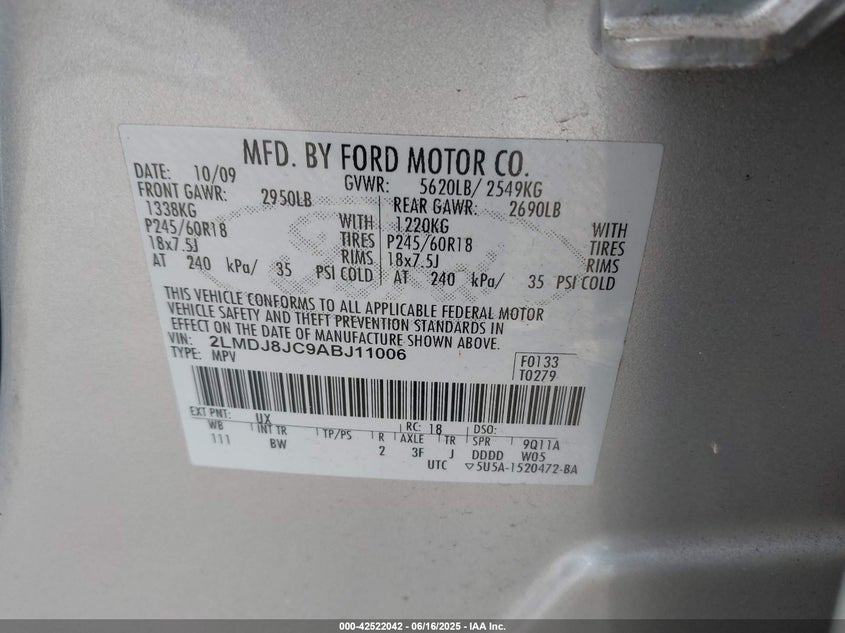 MFD. BY FORD MOTOR CO.
DATE: 10/09 GVWR: 5620LB/ 2549KG
FRONT GAWR: 2950LB REAR GAWR: 2690LB
1338KG WITH 1220KG WITH
P245/60R18 TIRES P245/60R18 TIRES
18x7.5J RIMS 18x7.5J RIMS
AT 240 kPa/ 35 PSI COLD AT 240 kPa/ 35 PSI COLD
THIS VEHICLE CONFORMS TO ALL APPLICABLE FEDERAL MOTOR
VEHICLE SAFETY AND THEFT PREVENTION STANDARDS IN
EFFECT ON THE DATE OF MANUFACTURE SHOWN ABOVE.
VIN: 2LMDJ8JC9ABJ11006
TYPE: MPV
F0133
T0279
EXT PNT: UX RC: 18 DSO:
WB INT TR TP/PS R AXLE TR SPR 9Q11A
111 BW 2 3F J DDDD W05
UTC ▽5U5A-1520472-BA
000-42522042 - 06/16/2025 - IAA Inc.